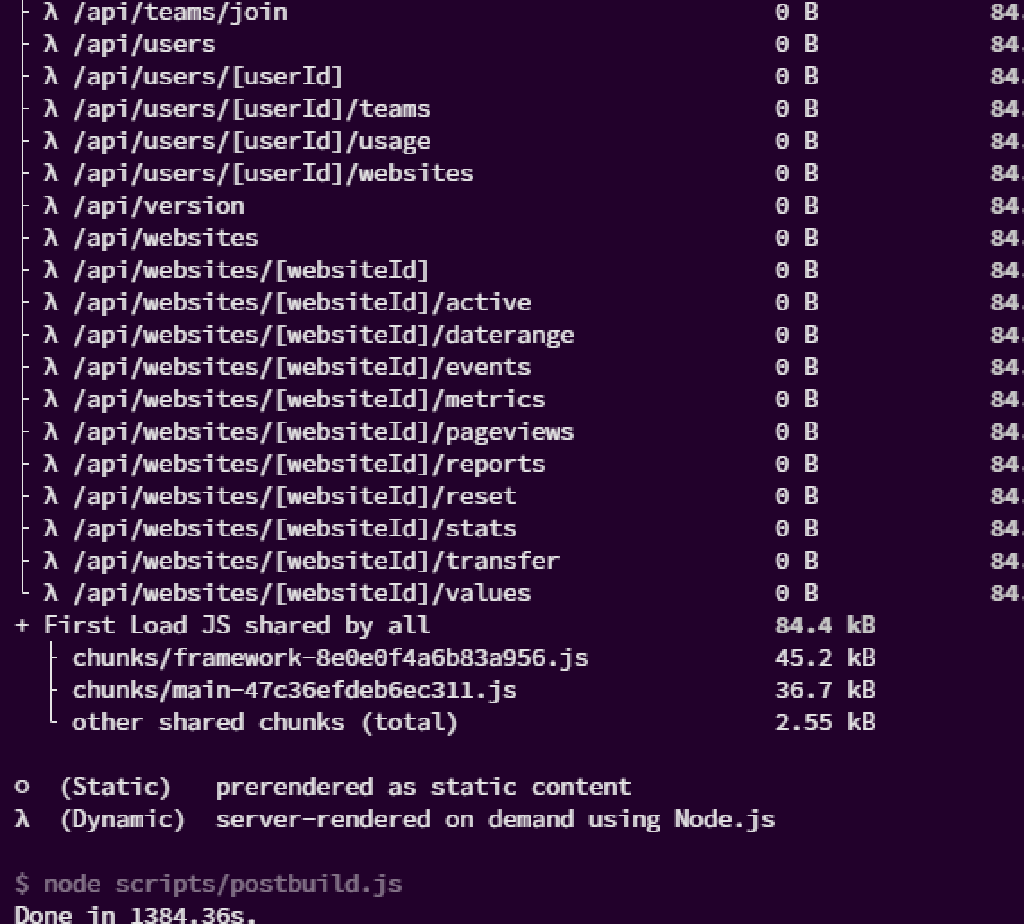 ├ λ /api/teams/join 0 B 84.
├ λ /api/users 0 B 84.
├ λ /api/users/[userId] 0 B 84.
├ λ /api/users/[userId]/teams 0 B 84.
├ λ /api/users/[userId]/usage 0 B 84.
├ λ /api/users/[userId]/websites 0 B 84.
├ λ /api/version 0 B 84.
├ λ /api/websites 0 B 84.
├ λ /api/websites/[websiteId] 0 B 84.
├ λ /api/websites/[websiteId]/active 0 B 84.
├ λ /api/websites/[websiteId]/daterange 0 B 84.
├ λ /api/websites/[websiteId]/events 0 B 84.
├ λ /api/websites/[websiteId]/metrics 0 B 84.
├ λ /api/websites/[websiteId]/pageviews 0 B 84.
├ λ /api/websites/[websiteId]/reports 0 B 84.
├ λ /api/websites/[websiteId]/reset 0 B 84.
├ λ /api/websites/[websiteId]/stats 0 B 84.
├ λ /api/websites/[websiteId]/transfer 0 B 84.
└ λ /api/websites/[websiteId]/values 0 B 84.
+ First Load JS shared by all 84.4 kB
├ chunks/framework-8e0e0f4a6b83a956.js 45.2 kB
├ chunks/main-47c36efdeb6ec311.js 36.7 kB
└ other shared chunks (total) 2.55 kB
○ (Static) prerendered as static content
λ (Dynamic) server-rendered on demand using Node.js
$ node scripts/postbuild.js
Done in 1384.36s.